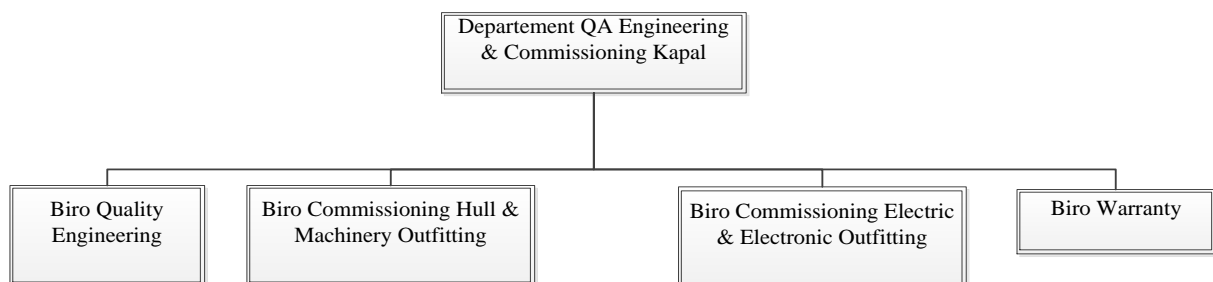 Departement QA Engineering
& Commissioning Kapal
Biro Quality
Engineering
Biro Commissioning Hull &
Machinery Outfitting
Biro Commissioning Electric
& Electronic Outfitting
Biro Warranty